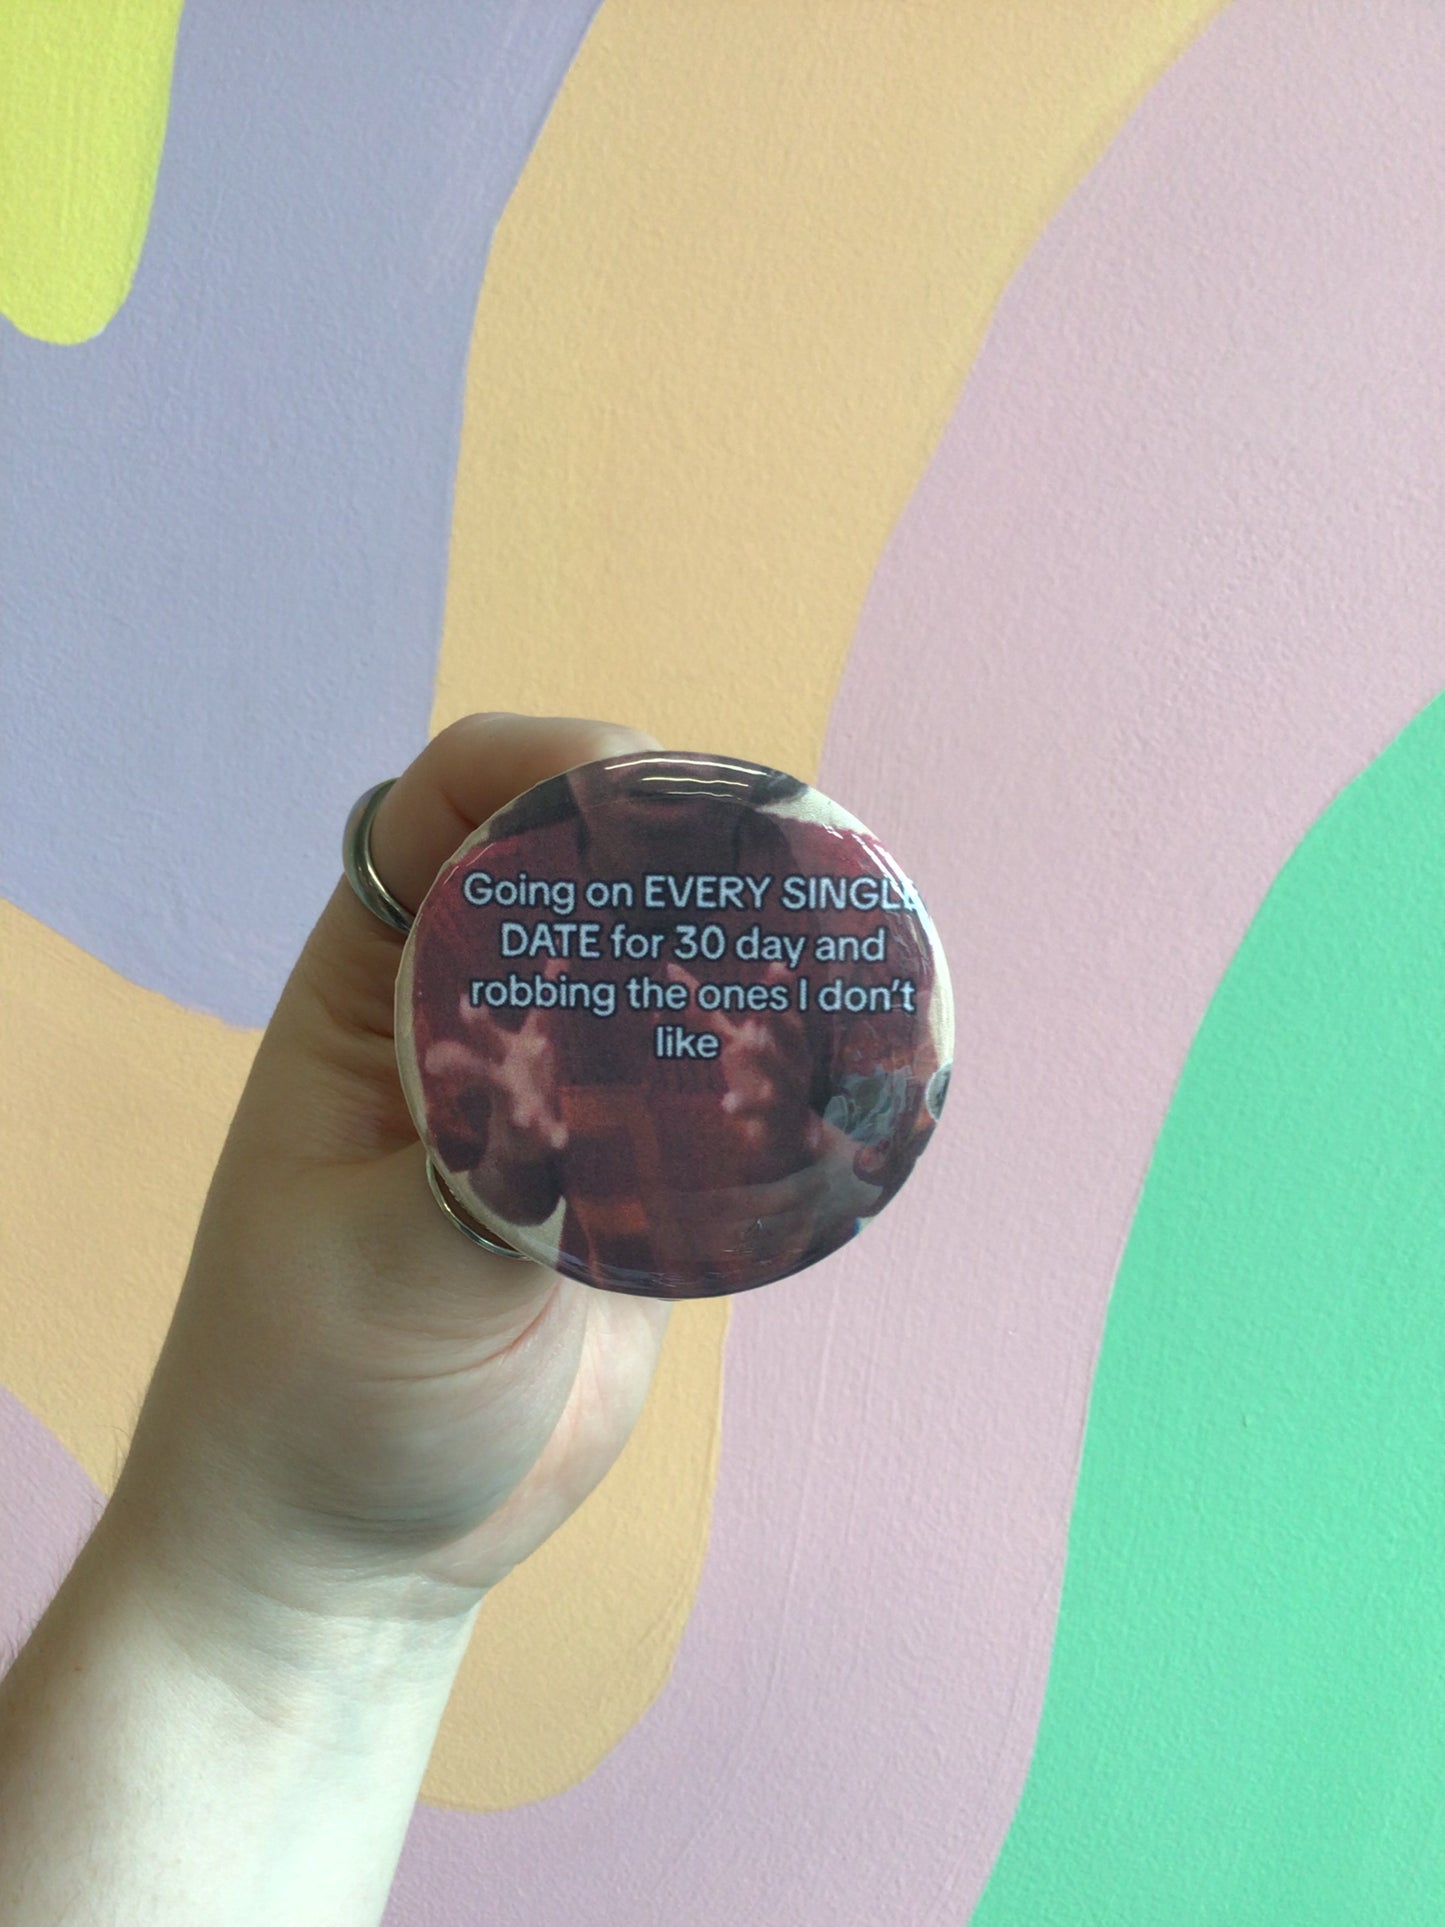 Going on EVERY SINGLE
DATE for 30 day and
robbing the ones I don't
like